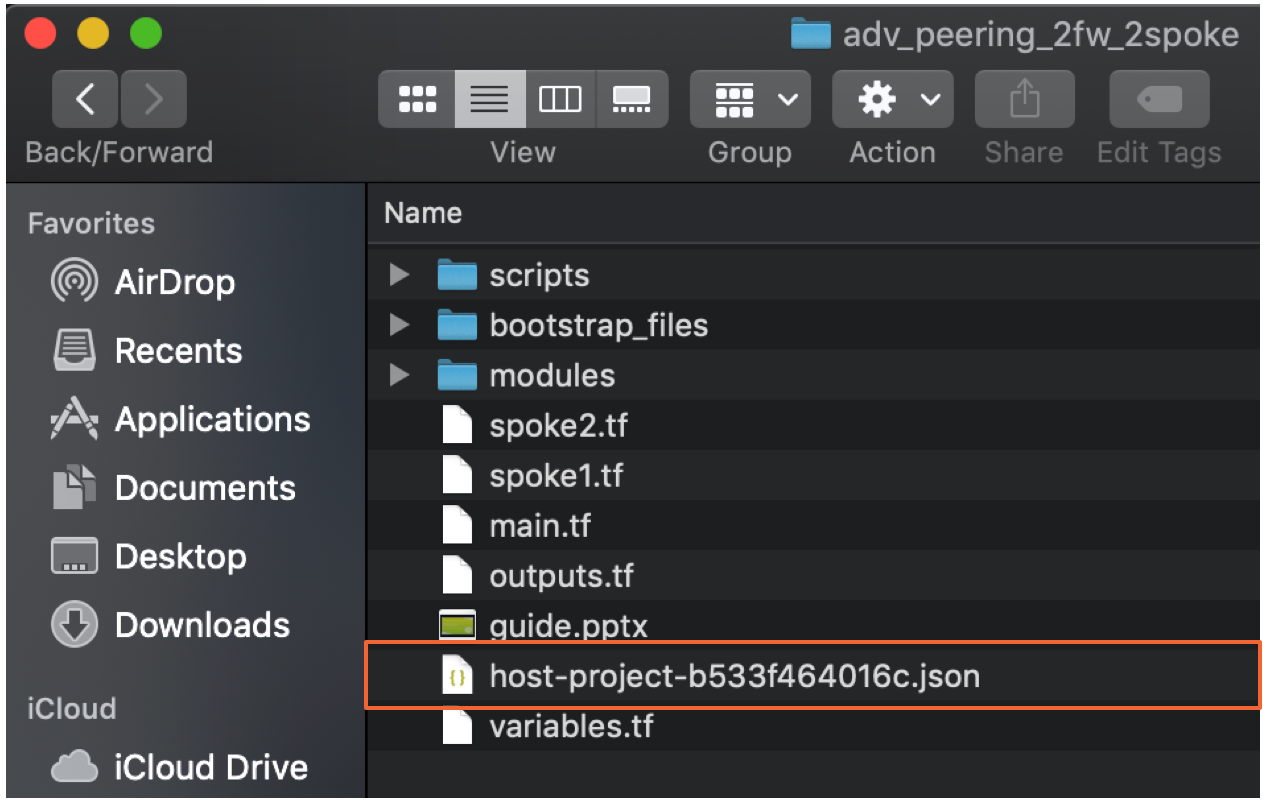 adv_peering_2fw_2spoke
Back/Forward
View
Group
Action
Share
Edit Tags
Favorites
AirDrop
Recents
Applications
Documents
Desktop
Downloads
iCloud
iCloud Drive
Name
scripts
bootstrap_files
modules
spoke2.tf
spoke1.tf
main.tf
outputs.tf
guide.pptx
host-project-b533f464016c.json
variables.tf